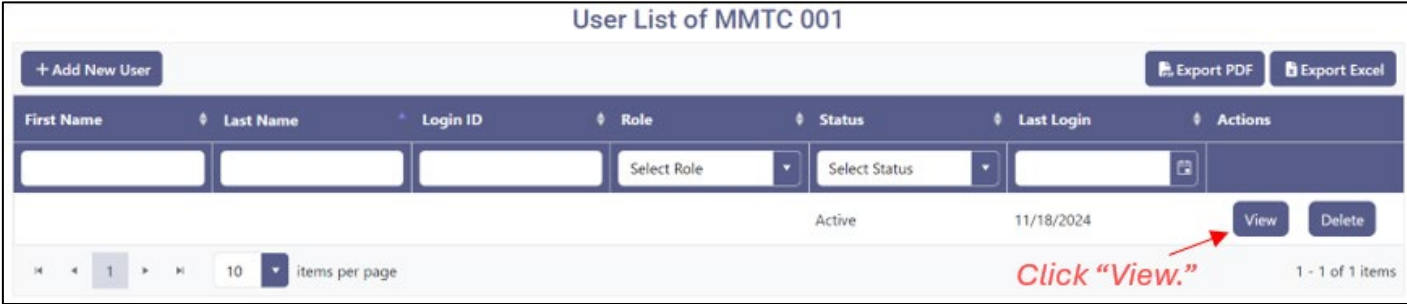 User List of MMTC 001
+ Add New User Export PDF Export Excel
First Name Last Name Login ID Role Status Last Login Actions
Select Role Select Status
Active 11/18/2024 View Delete
1 10 items per page Click “View.” 1 - 1 of 1 items